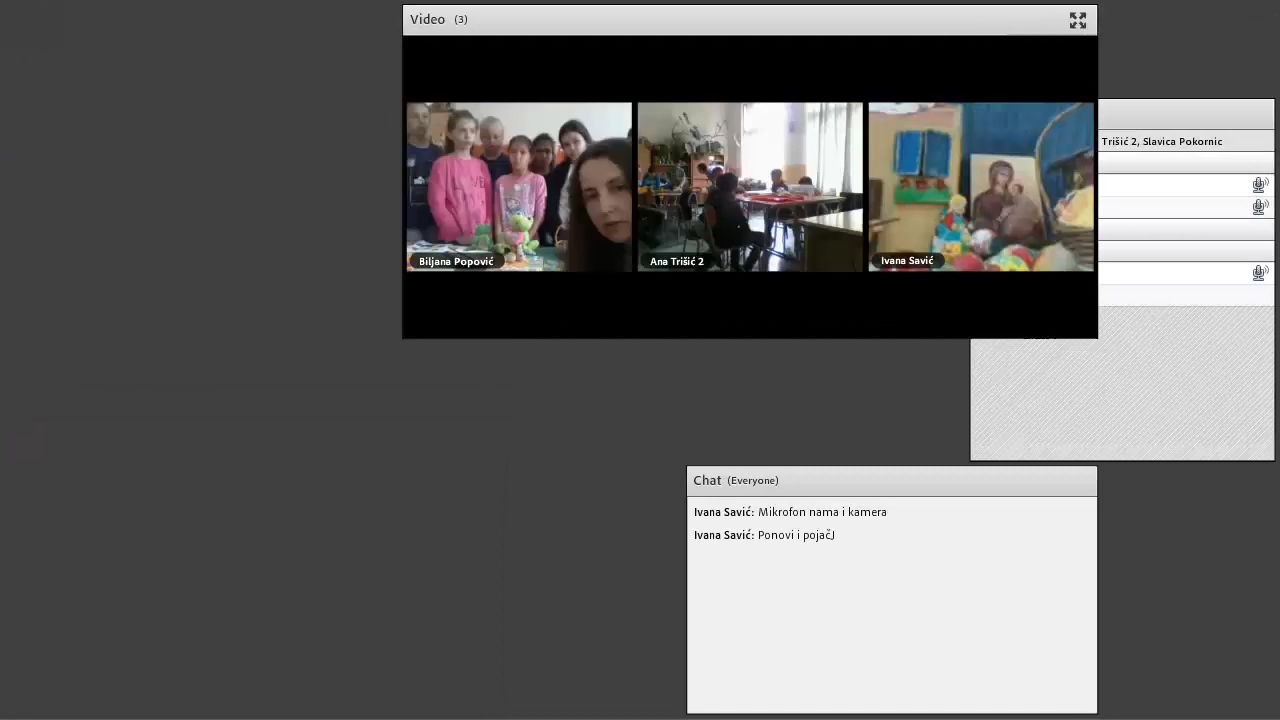 Video (3)
Trišić 2, Slavica Pokornic
Biljana Popović
Ana Trišić 2
Ivana Savić
Chat (Everyone)
Ivana Savić: Mikrofon nama i kamera
Ivana Savić: Ponovi i pojačJ